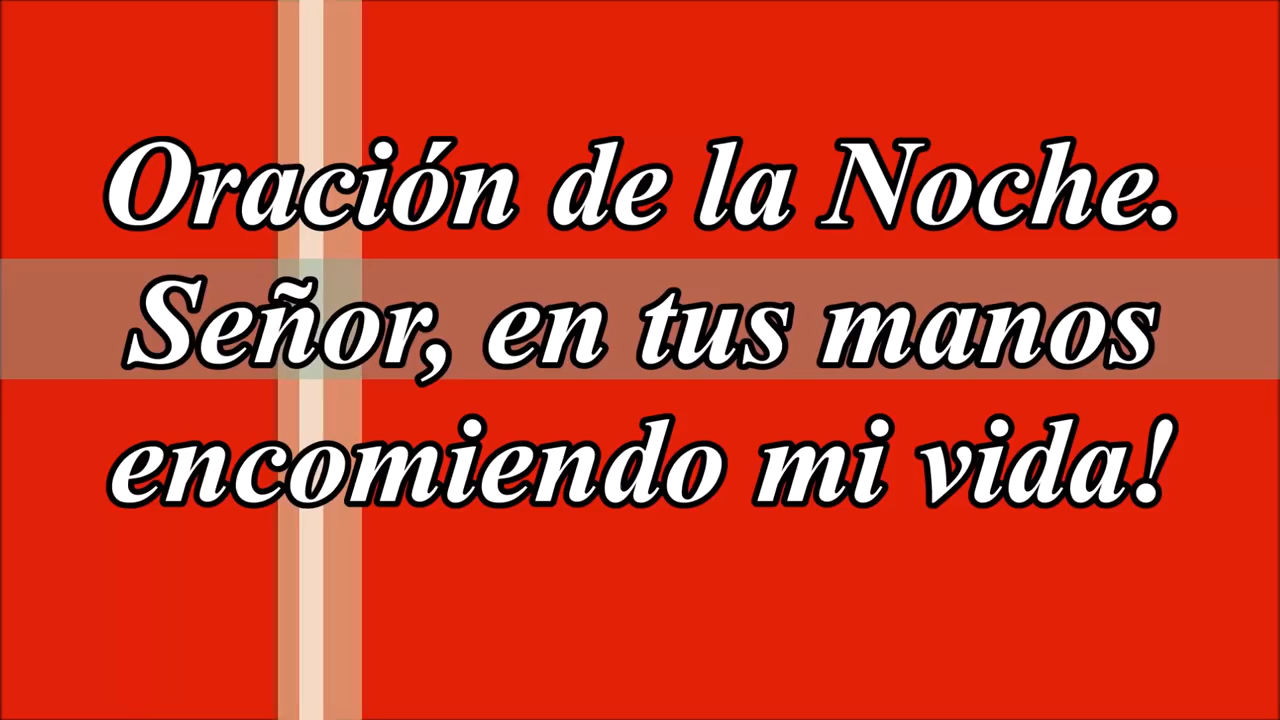 Oración de la Noche.
Señor, en tus manos
encomiendo mi vida!